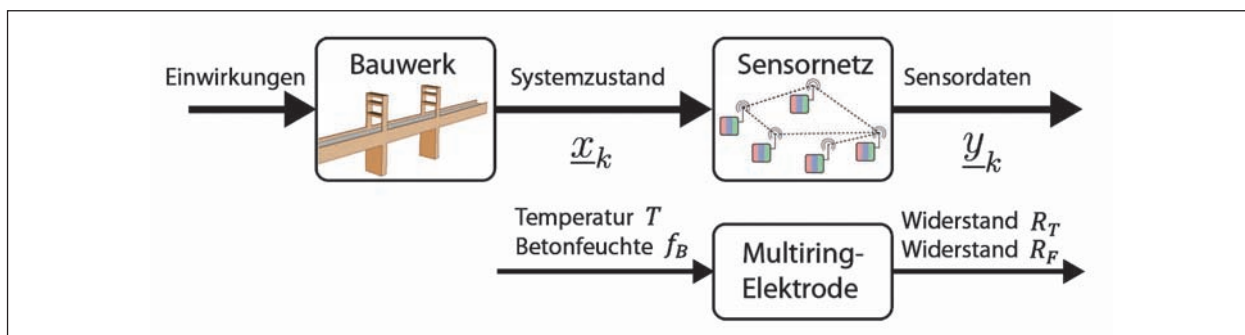 Einwirkungen
Bauwerk
Systemzustand
x_k
Sensornetz
Sensordaten
y_k
Temperatur T
Betonfeuchte f_B
Multiring-
Elektrode
Widerstand R_T
Widerstand R_F